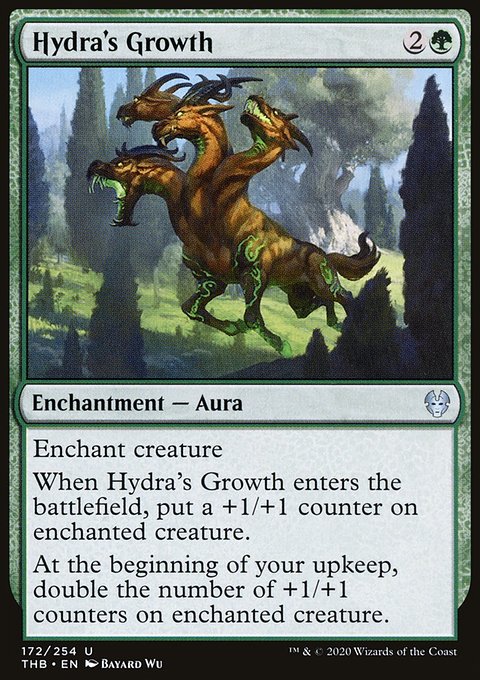 Hydra's Growth 2
Enchantment — Aura
Enchant creature
When Hydra's Growth enters the
battlefield, put a +1/+1 counter on
enchanted creature.
At the beginning of your upkeep,
double the number of +1/+1
counters on enchanted creature.
172/254 U
THB • EN Bayard Wu
™ & © 2020 Wizards of the Coast